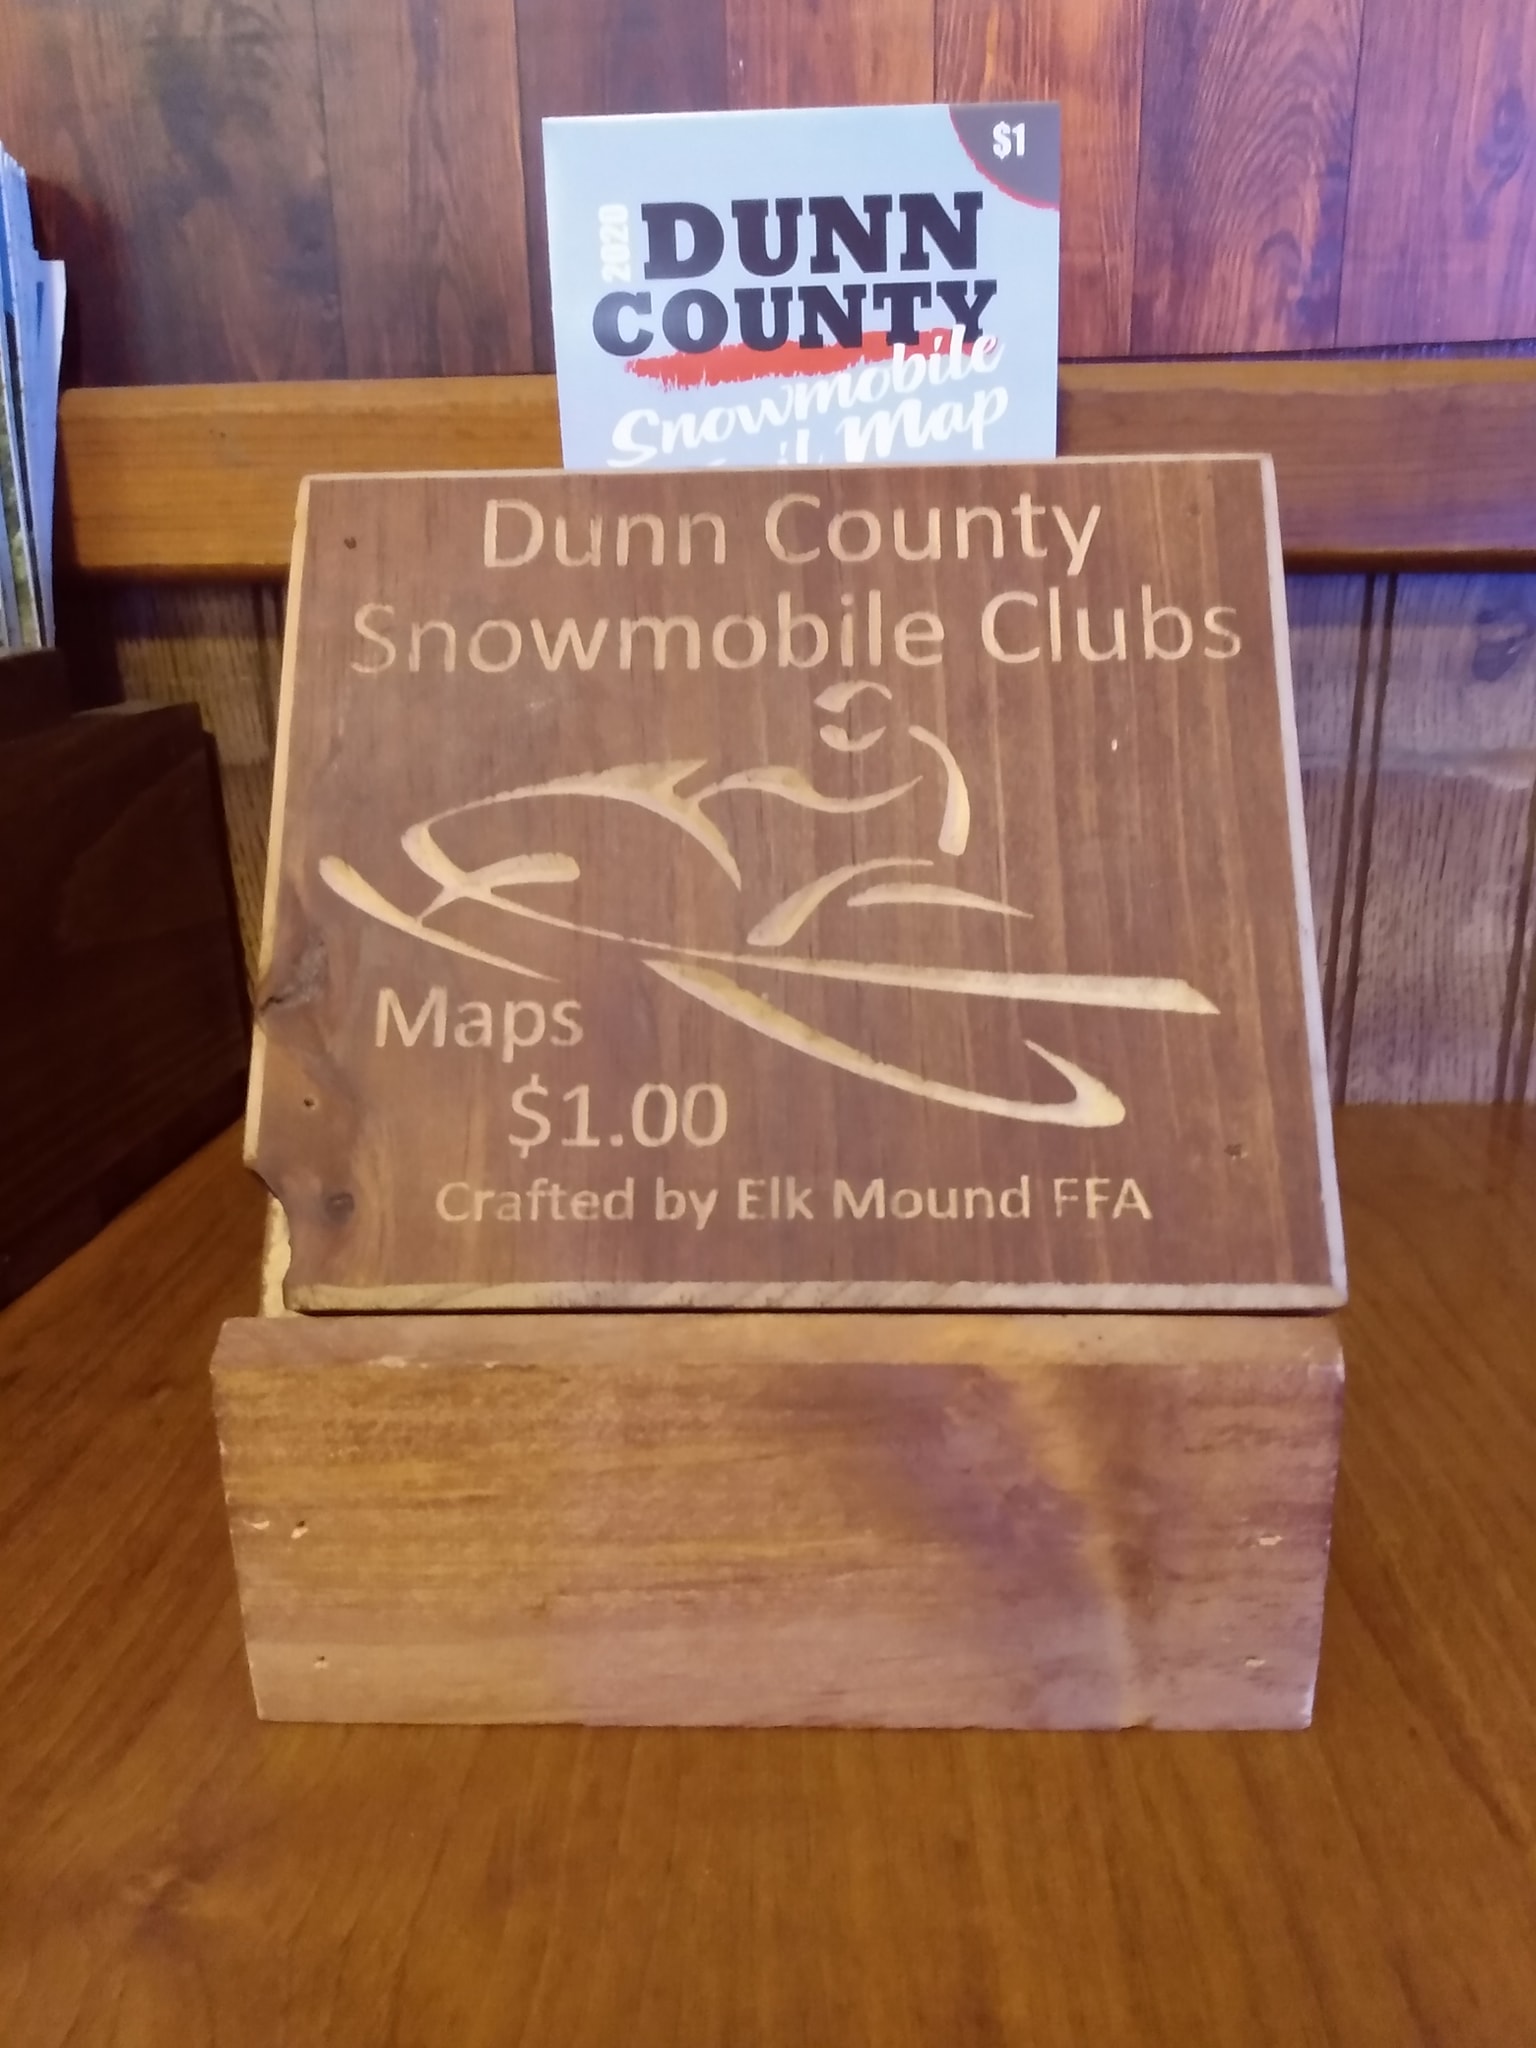 $1
2020
DUNN
COUNTY
Snowmobile
Map
Dunn County
Snowmobile Clubs
Maps
$1.00
Crafted by Elk Mound FFA